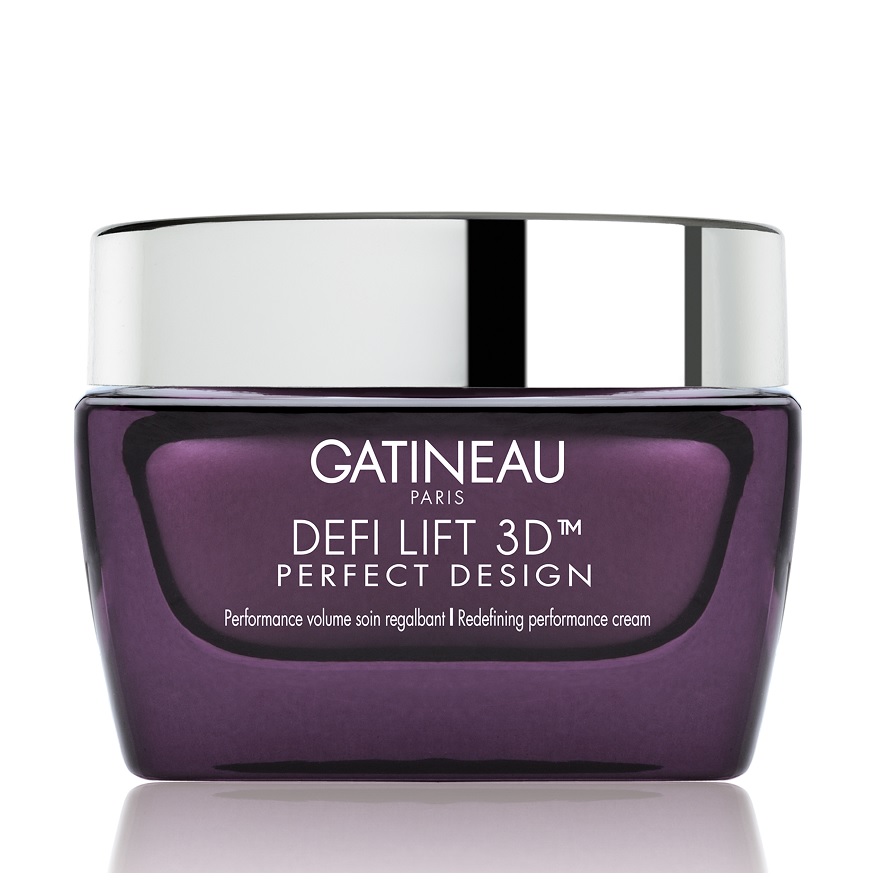 GATINEAU
PARIS
DEFI LIFT 3D™
PERFECT DESIGN
Performance volume soin regalbant | Redefining performance cream